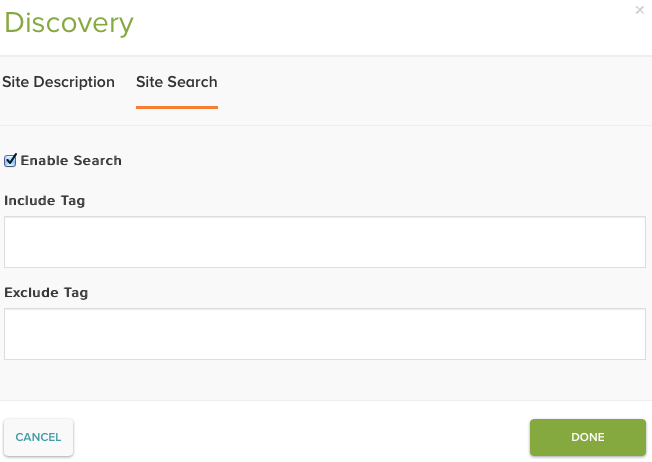 Discovery
×
Site Description Site Search
Enable Search
Include Tag
Exclude Tag
CANCEL DONE